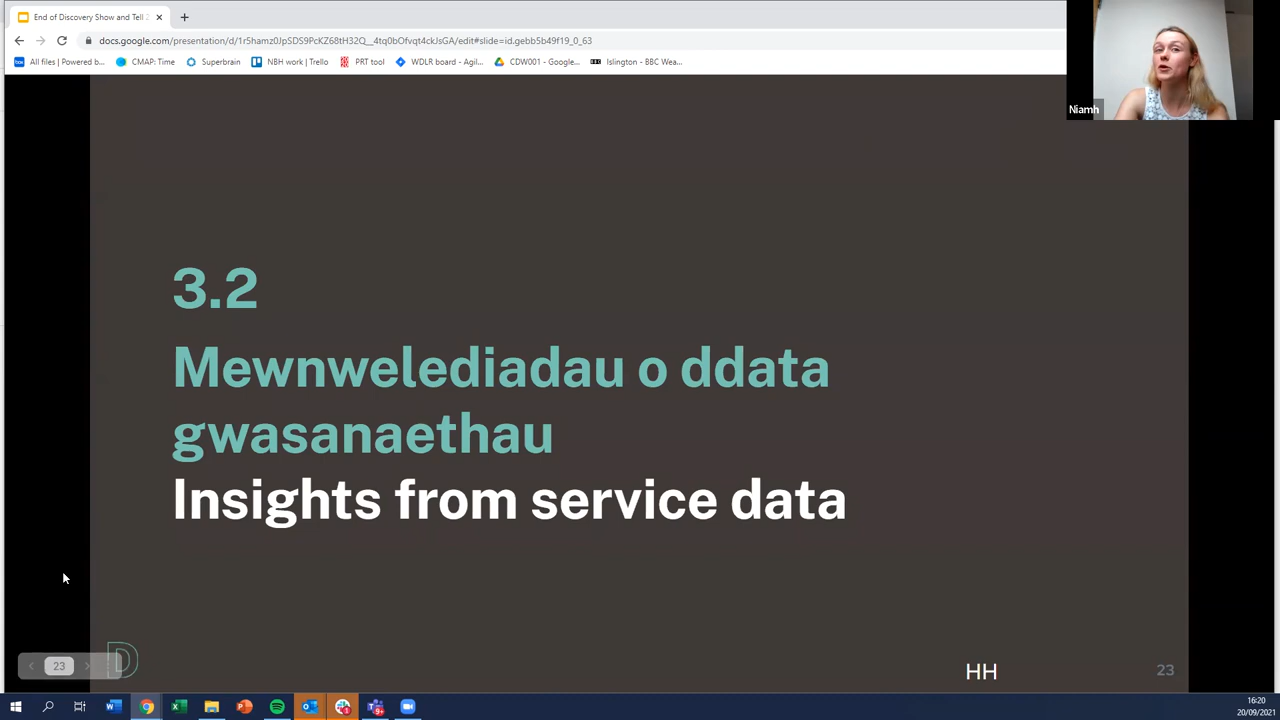 End of Discovery Show and Tell 2
docs.google.com/presentation/d/1r5hamz0JpSDS9PcKZ68tH32Q__4tq0bOfvqt4ckJsGA/edit#slide=id.gebb5b49f19_0_63
All files | Powered b... CMAP: Time Superbrain NBH work | Trello PRT tool WDLR board - Agil... CDW001 - Google... Islington - BBC Wea...
Niamh
3.2
Mewnwelediadau o ddata
gwasanaethau
Insights from service data
D
23
HH
23
16:20
20/09/2021